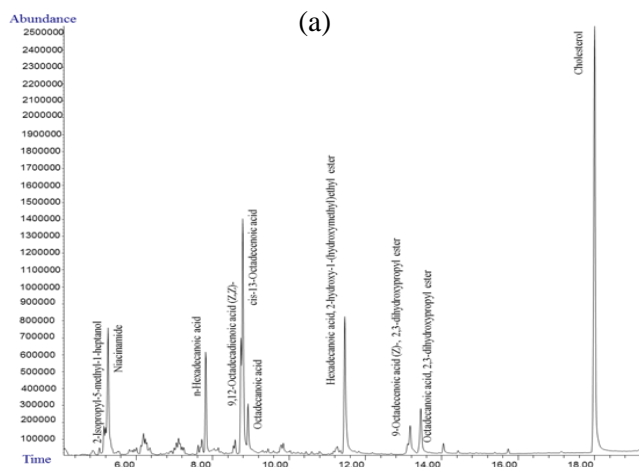 (a)
Abundance
2500000
2400000
2300000
2200000
2100000
2000000
1900000
1800000
1700000
1600000
1500000
1400000
1300000
1200000
1100000
1000000
900000
800000
700000
600000
500000
400000
300000
200000
100000
Time
6.00
8.00
10.00
12.00
14.00
16.00
18.00
2-Isopropyl-5-methyl-1-heptanol
Niacinamide
n-Hexadecanoic acid
9,12-Octadecadienoic acid (Z,Z)-
cis-13-Octadecenoic acid
Octadecanoic acid
Hexadecanoic acid, 2-hydroxy-1-(hydroxymethyl)ethyl ester
9-Octadecenoic acid (Z)-, 2,3-dihydroxypropyl ester
Octadecanoic acid, 2,3-dihydroxypropyl ester
Cholesterol